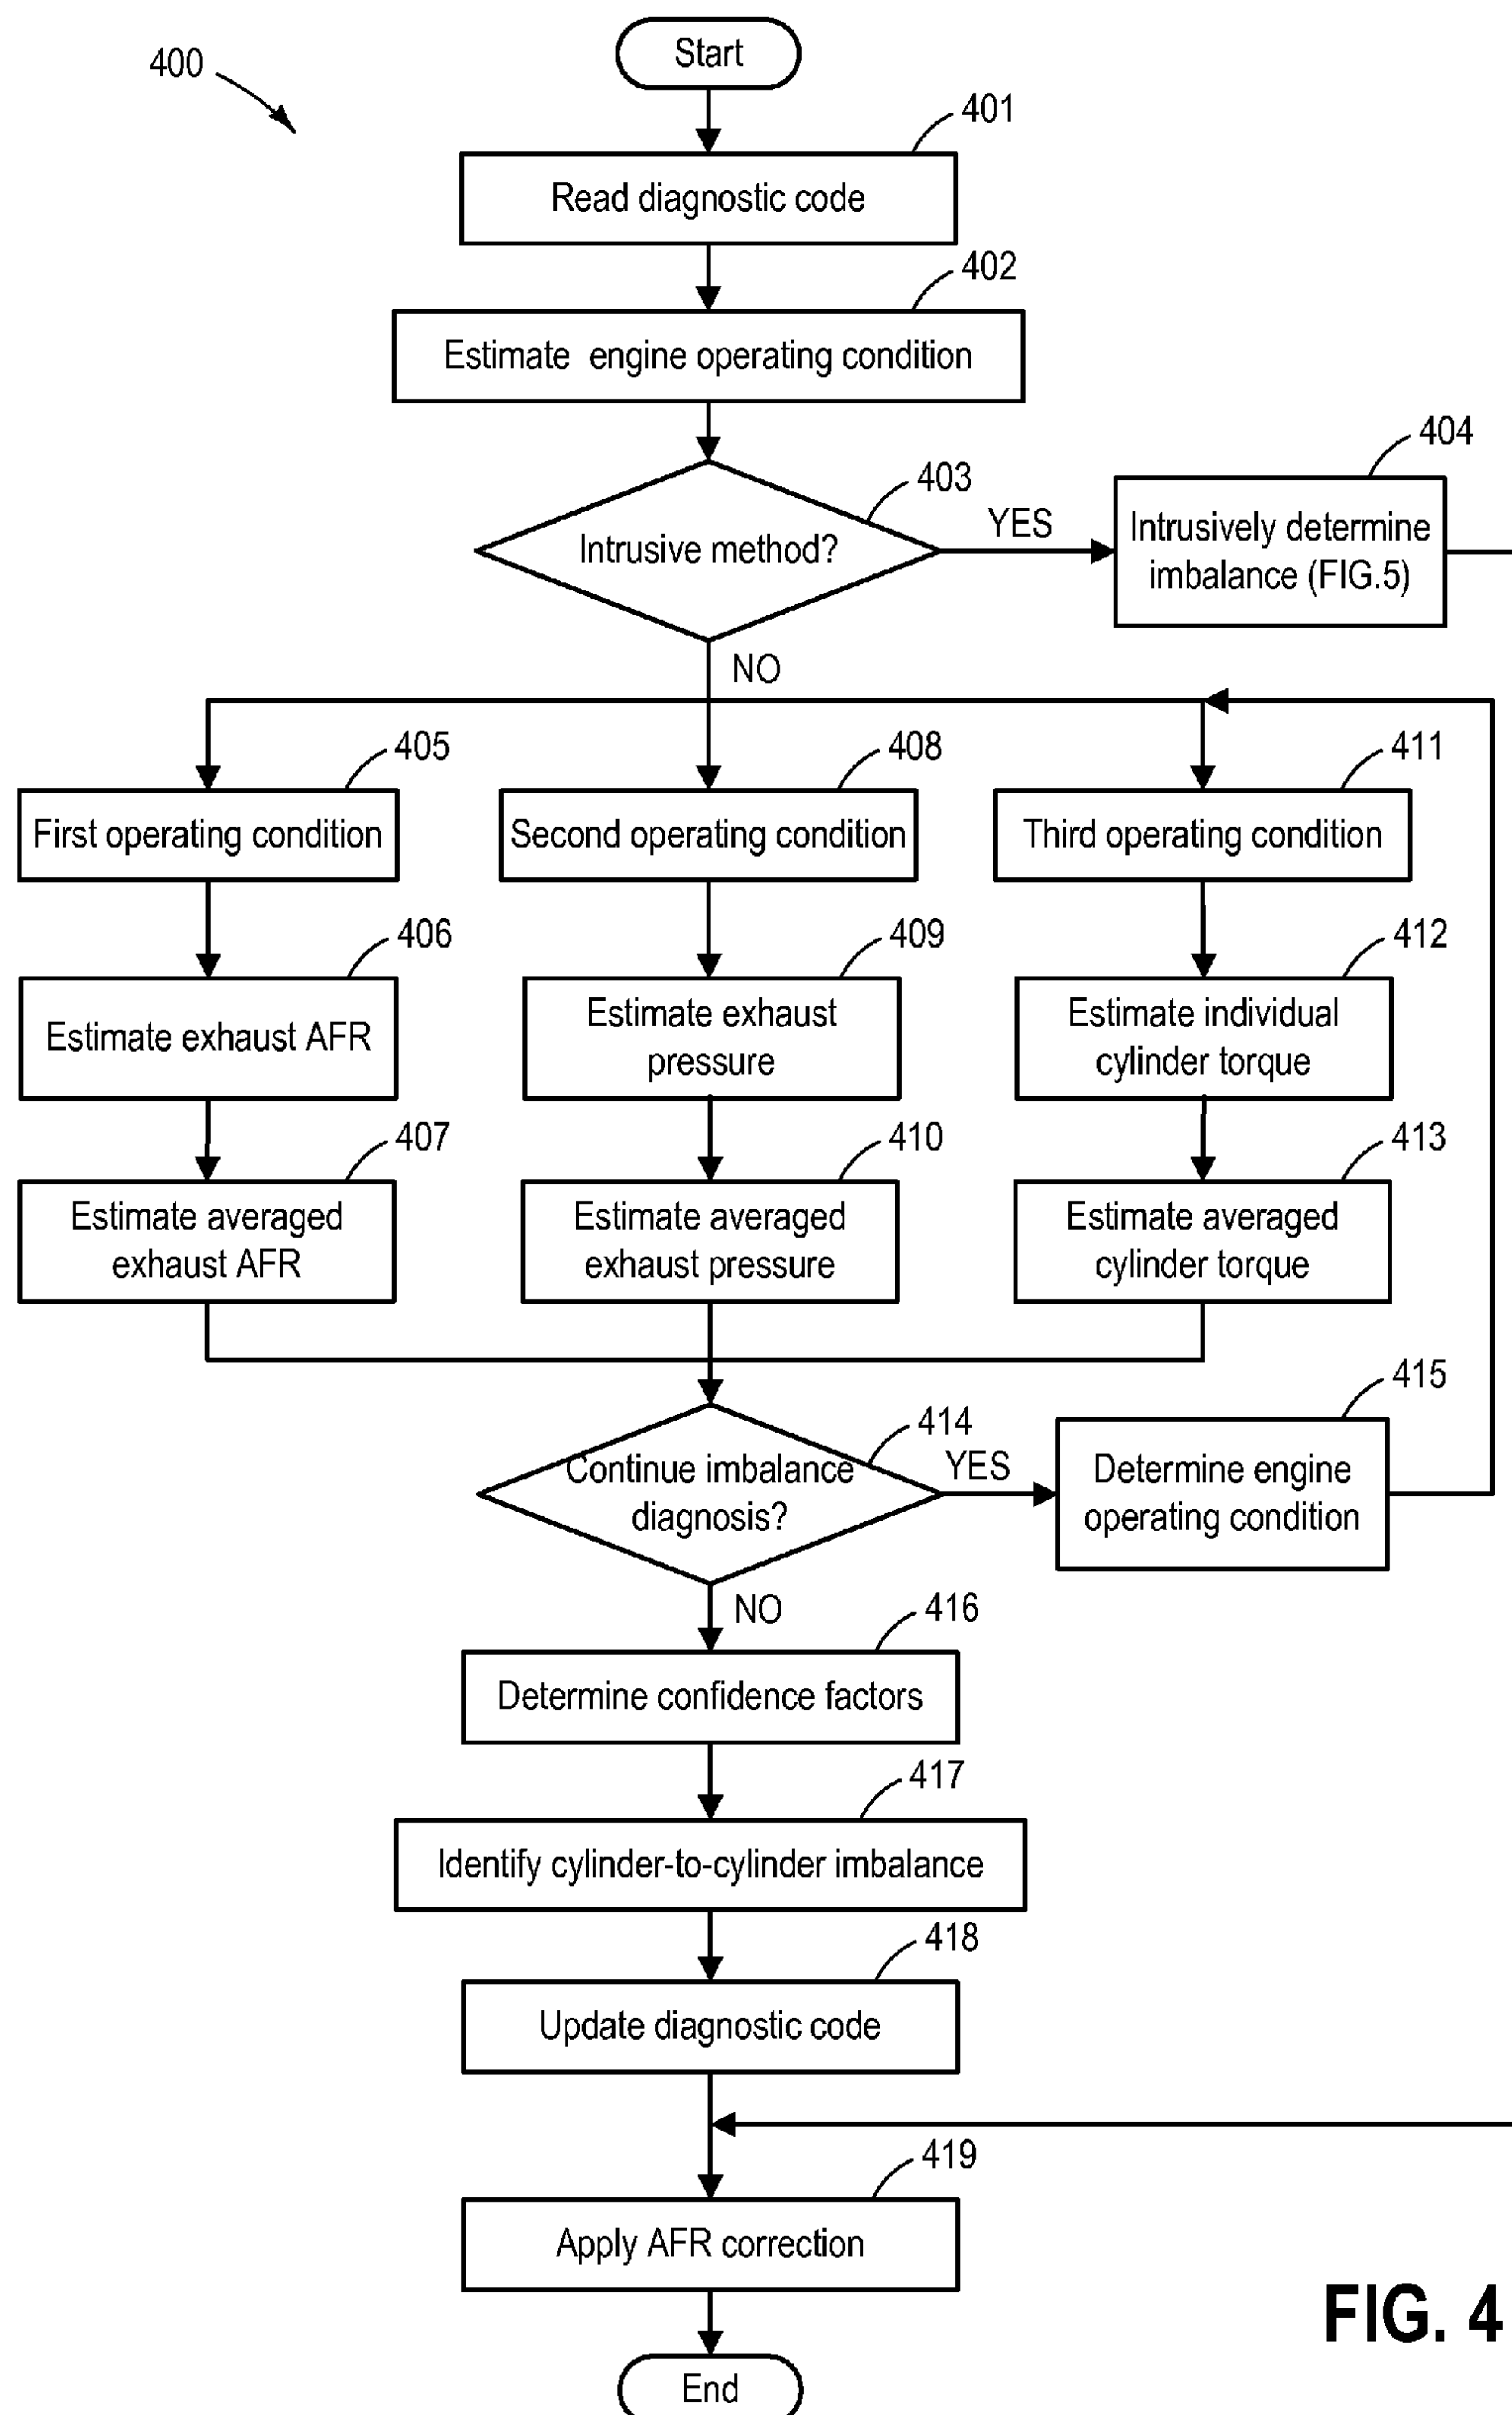 Start
400
401
Read diagnostic code
402
Estimate engine operating condition
403
Intrusive method?
YES
404
Intrusively determine
imbalance (FIG.5)
NO
405
First operating condition
408
Second operating condition
411
Third operating condition
406
Estimate exhaust AFR
409
Estimate exhaust
pressure
412
Estimate individual
cylinder torque
407
Estimate averaged
exhaust AFR
410
Estimate averaged
exhaust pressure
413
Estimate averaged
cylinder torque
414
Continue imbalance
diagnosis?
YES
415
Determine engine
operating condition
NO
416
Determine confidence factors
417
Identify cylinder-to-cylinder imbalance
418
Update diagnostic code
419
Apply AFR correction
End
FIG. 4